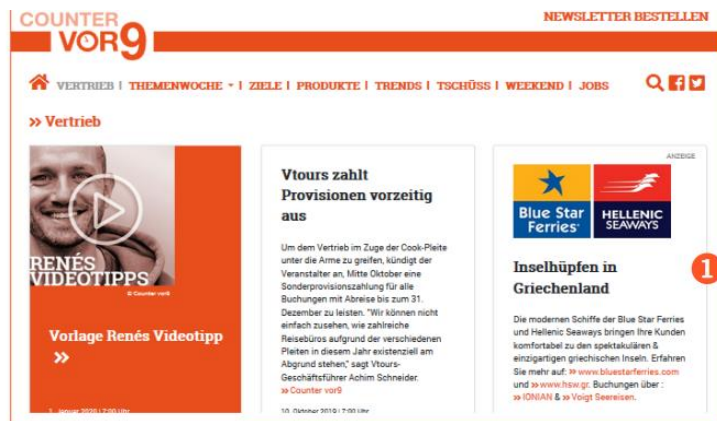 COUNTER
VOR9
NEWSLETTER BESTELLEN
VERTRIEB | THEMENWOCHE | ZIELE | PRODUKTE | TRENDS | TSCHÜSS | WEEKEND | JOBS
» Vertrieb
RENÉS
VIDEOTIPPS
© Counter vor9
Vorlage Renés Videotipp
»
1. Januar 2020 | 7:00 Uhr
Vtours zahlt
Provisionen vorzeitig
aus
Um dem Vertrieb im Zuge der Cook-Pleite
unter die Arme zu greifen, kündigt der
Veranstalter an, Mitte Oktober eine
Sonderprovisionszahlung für alle
Buchungen mit Abreise bis zum 31.
Dezember zu leisten. "Wir können nicht
einfach zusehen, wie zahlreiche
Reisebüros aufgrund der verschiedenen
Pleiten in diesem Jahr existenziell am
Abgrund stehen," sagt Vtours-
Geschäftsführer Achim Schneider.
» Counter vor9
10. Oktober 2019 | 7:00 Uhr
ANZEIGE
Blue Star
Ferries
HELLENIC
SEAWAYS
Inselhüpfen in
Griechenland
1
Die modernen Schiffe der Blue Star Ferries
und Hellenic Seaways bringen Ihre Kunden
komfortabel zu den spektakulären &
einzigartigen griechischen Inseln. Erfahren
Sie mehr auf: » www.bluestarferries.com
und » www.hsw.gr. Buchungen über :
» IONIAN & » Voigt Seereisen.